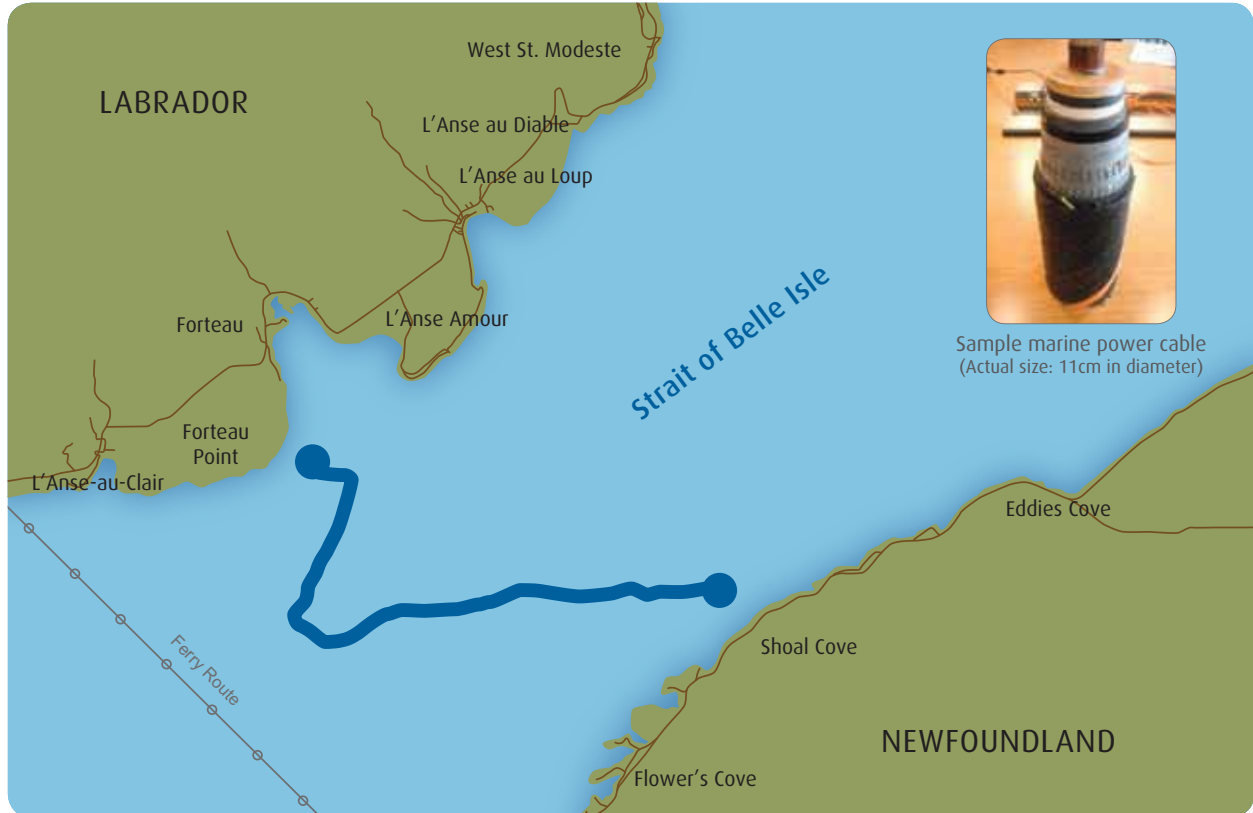 West St. Modeste
LABRADOR
L'Anse au Diable
L'Anse au Loup
Strait of Belle Isle
Forteau
L'Anse Amour
Sample marine power cable
(Actual size: 11cm in diameter)
Forteau
Point
L'Anse-au-Clair
Eddies Cove
Ferry Route
Shoal Cove
NEWFOUNDLAND
Flower's Cove